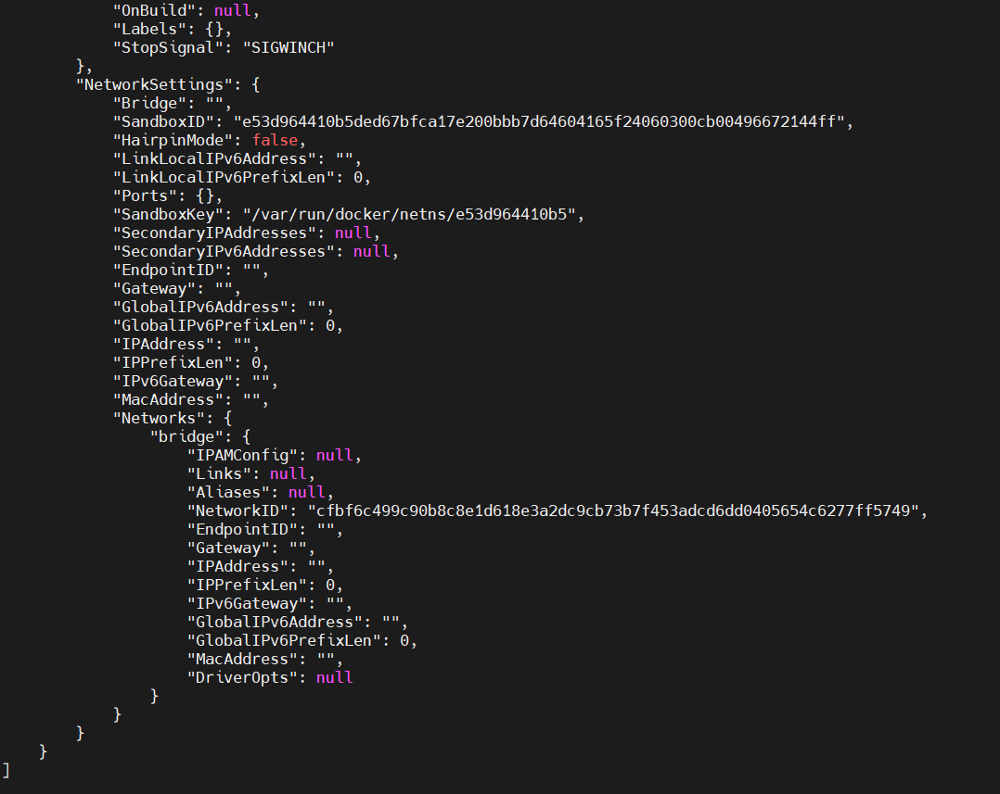 "OnBuild": null,
"Labels": {},
"StopSignal": "SIGWINCH"
},
"NetworkSettings": {
"Bridge": "",
"SandboxID": "e53d964410b5ded67bfca17e200bbb7d64604165f24060300cb00496672144ff",
"HairpinMode": false,
"LinkLocalIPv6Address": "",
"LinkLocalIPv6PrefixLen": 0,
"Ports": {},
"SandboxKey": "/var/run/docker/netns/e53d964410b5",
"SecondaryIPAddresses": null,
"SecondaryIPv6Addresses": null,
"EndpointID": "",
"Gateway": "",
"GlobalIPv6Address": "",
"GlobalIPv6PrefixLen": 0,
"IPAddress": "",
"IPPrefixLen": 0,
"IPv6Gateway": "",
"MacAddress": "",
"Networks": {
"bridge": {
"IPAMConfig": null,
"Links": null,
"Aliases": null,
"NetworkID": "cfbf6c499c90b8c8e1d618e3a2dc9cb73b7f453adcd6dd0405654c6277ff5749",
"EndpointID": "",
"Gateway": "",
"IPAddress": "",
"IPPrefixLen": 0,
"IPv6Gateway": "",
"GlobalIPv6Address": "",
"GlobalIPv6PrefixLen": 0,
"MacAddress": "",
"DriverOpts": null
}
}
}
}
]